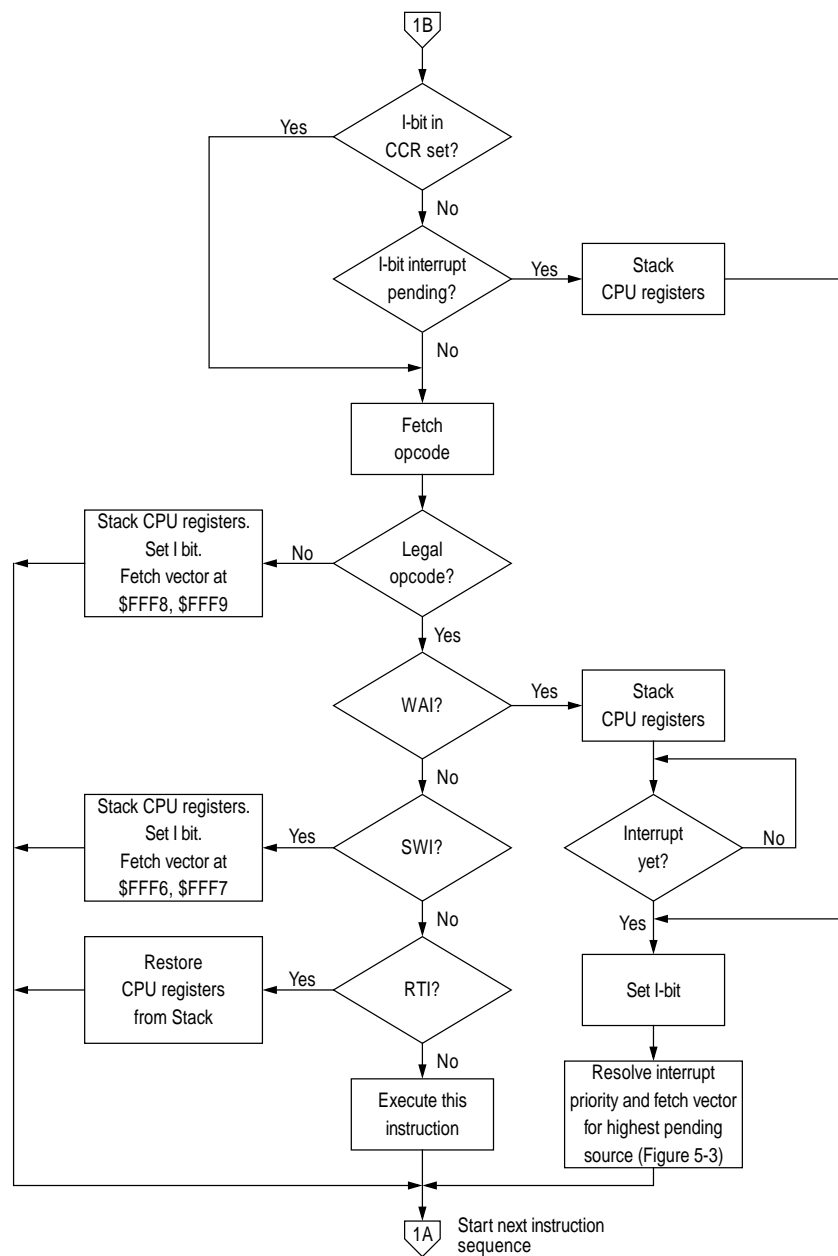 1B
I-bit in
CCR set?
Yes
No
I-bit interrupt
pending?
Yes
Stack
CPU registers
No
Fetch
opcode
Stack CPU registers.
Set I bit.
Fetch vector at
$FFF8, $FFF9
No
Legal
opcode?
Yes
WAI?
Yes
Stack
CPU registers
No
Stack CPU registers.
Set I bit.
Fetch vector at
$FFF6, $FFF7
Yes
SWI?
Interrupt
yet?
No
No
Yes
Restore
CPU registers
from Stack
Yes
RTI?
Set I-bit
No
Execute this
instruction
Resolve interrupt
priority and fetch vector
for highest pending
source (Figure 5-3)
1A
Start next instruction
sequence